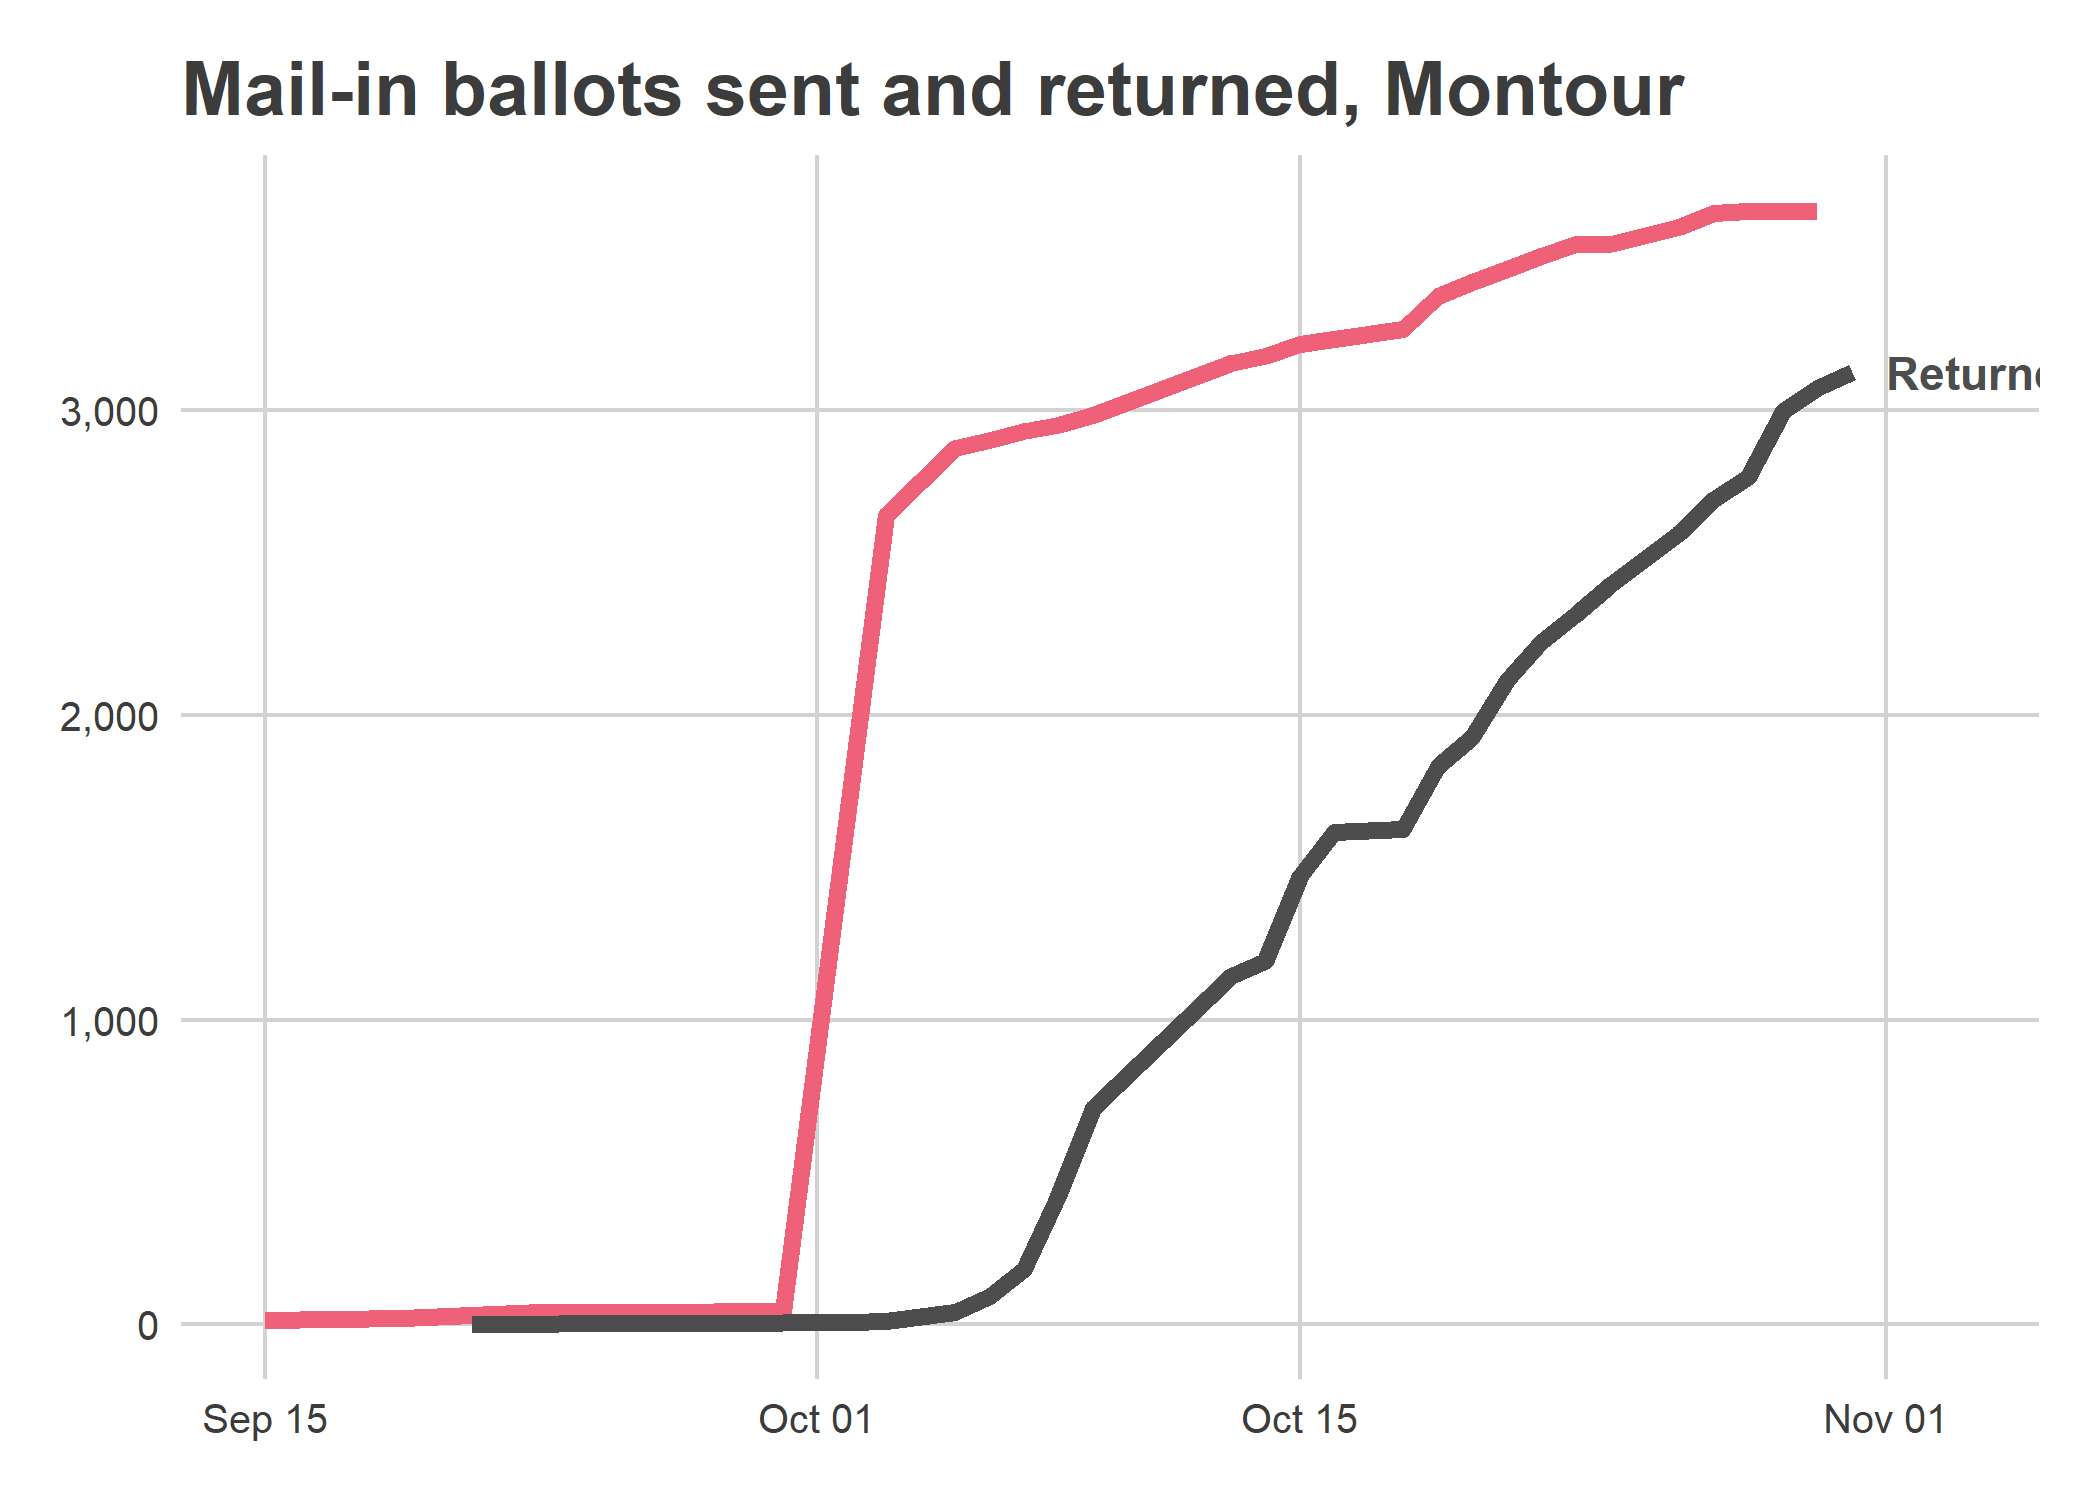 Mail-in ballots sent and returned, Montour
3,000
Returne
2,000
1,000
0
Sep 15
Oct 01
Oct 15
Nov 01